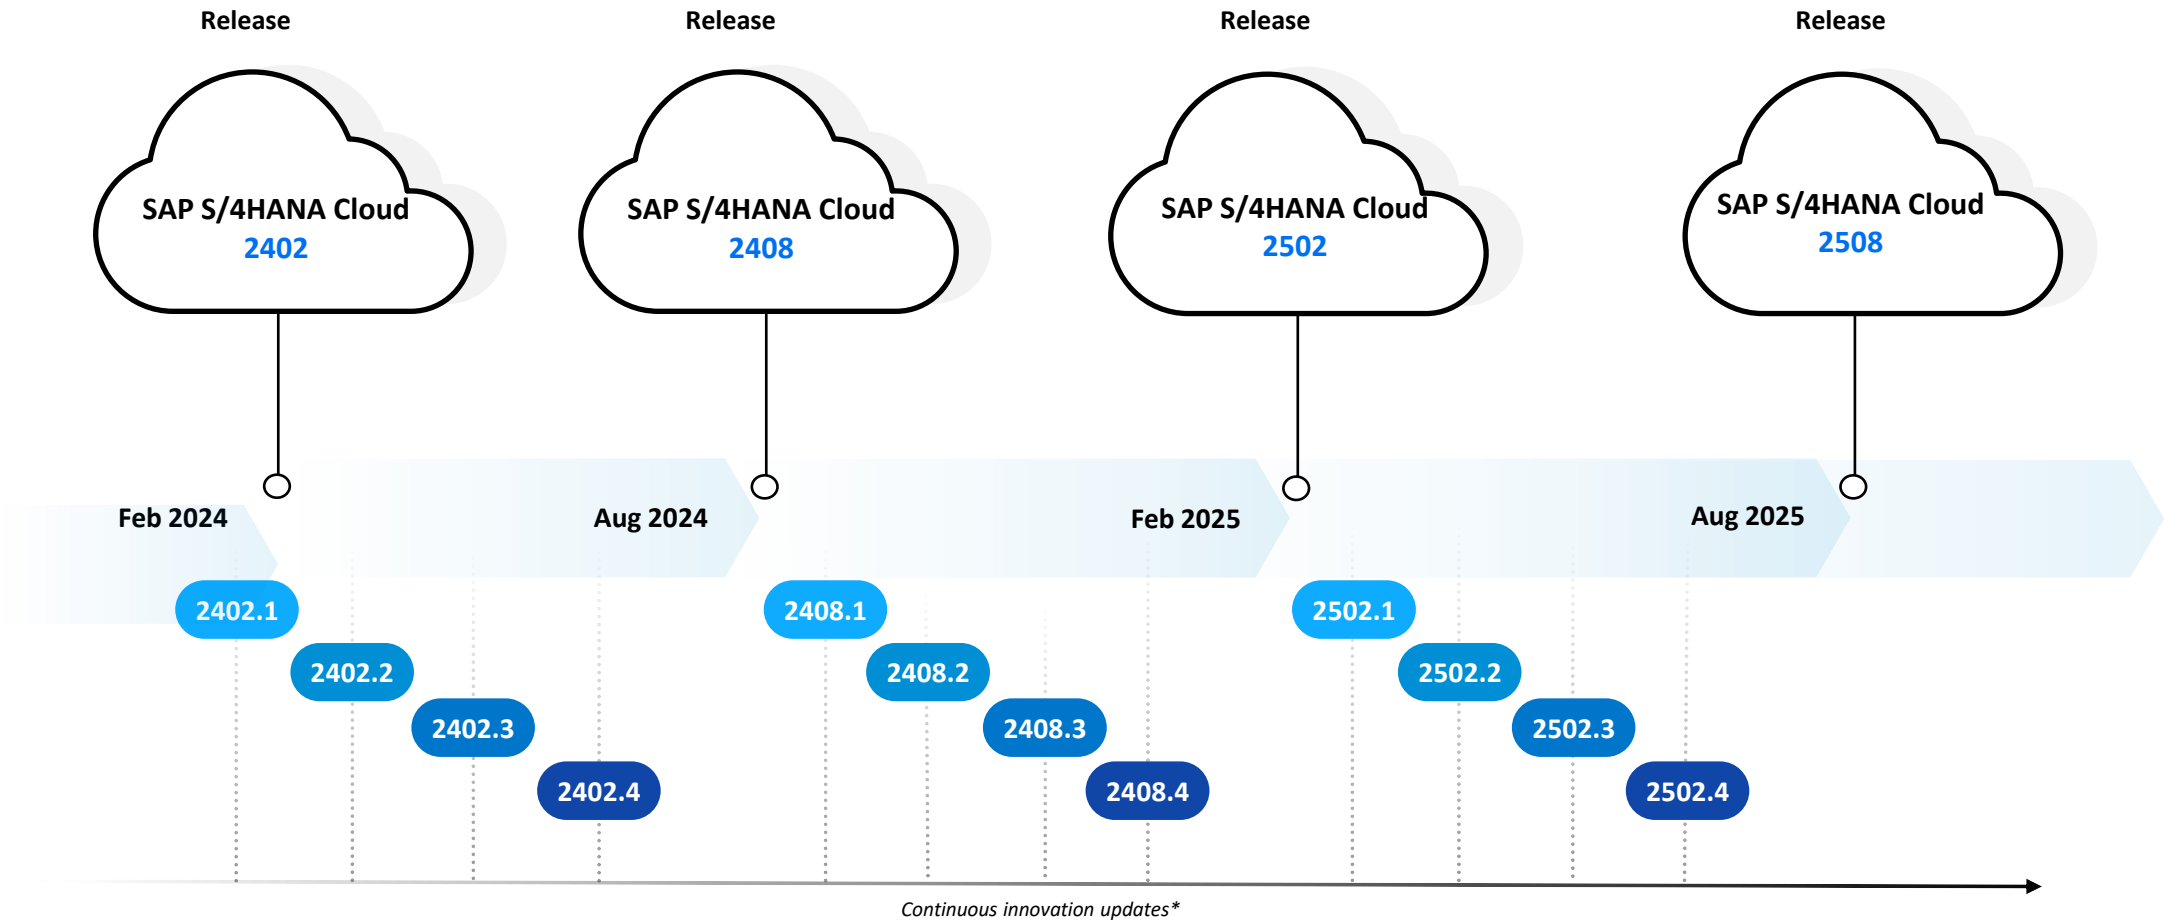 Release
Release
Release
Release
SAP S/4HANA Cloud
2402
SAP S/4HANA Cloud
2408
SAP S/4HANA Cloud
2502
SAP S/4HANA Cloud
2508
Feb 2024
Aug 2024
Feb 2025
Aug 2025
2402.1
2402.2
2402.3
2402.4
2408.1
2408.2
2408.3
2408.4
2502.1
2502.2
2502.3
2502.4
Continuous innovation updates*